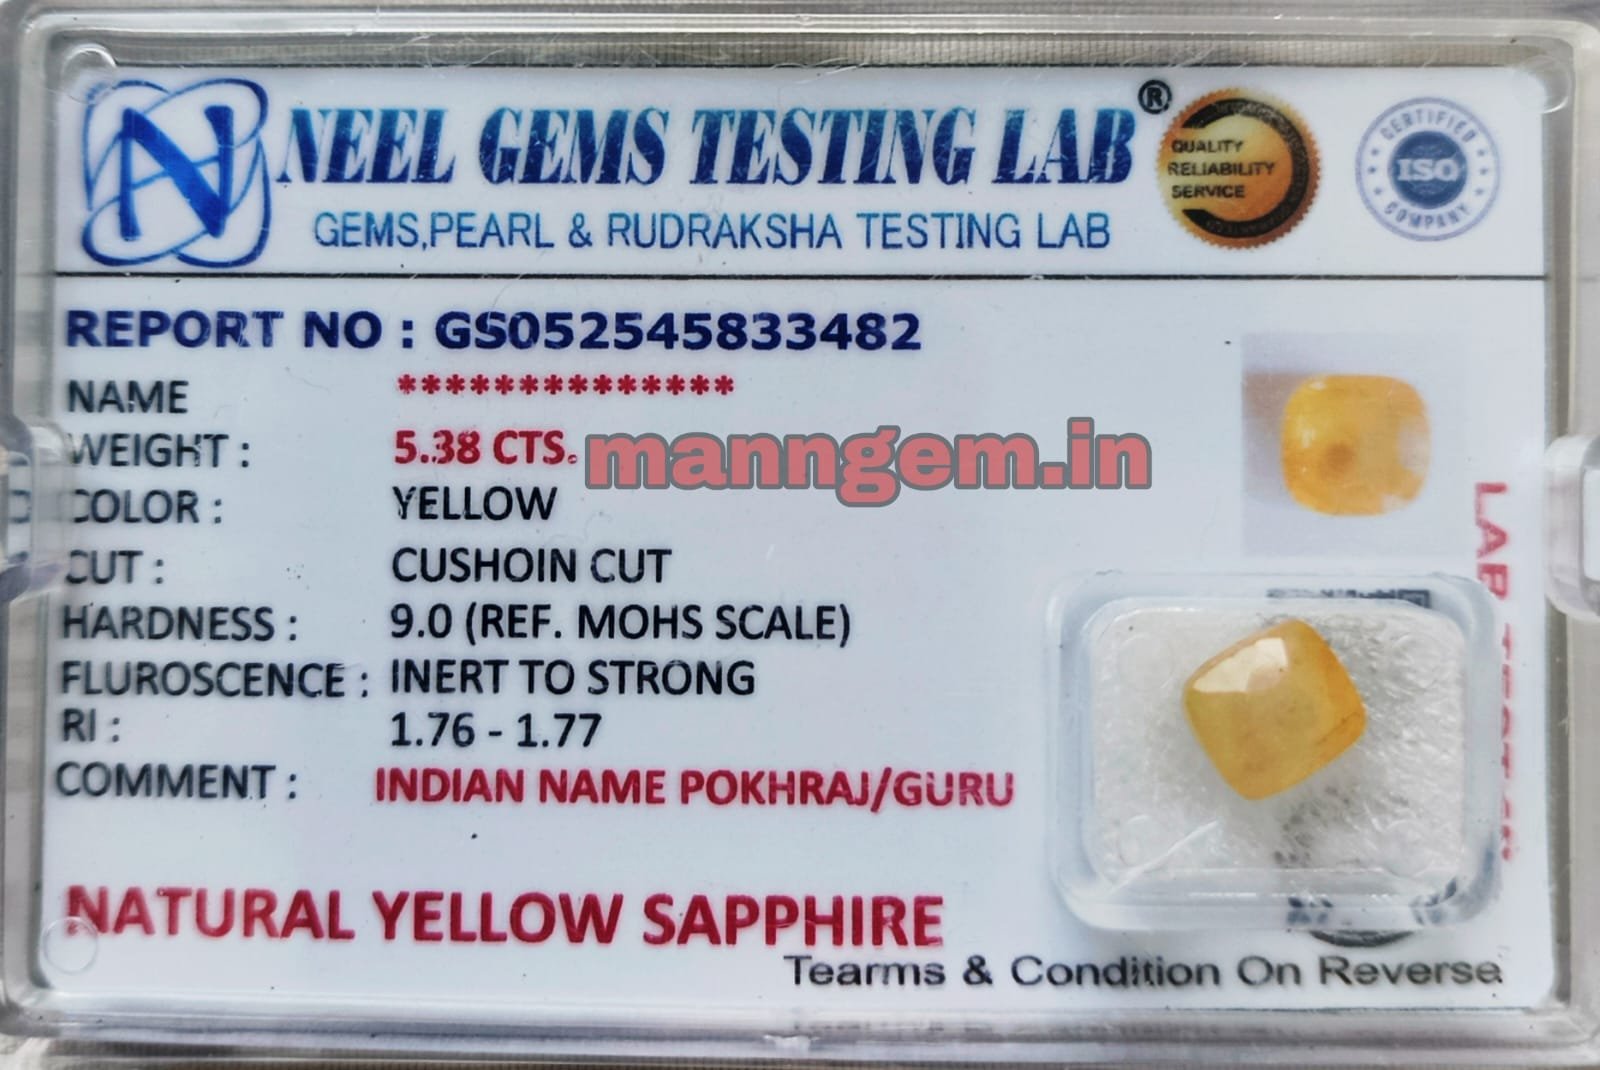 NEEL GEMS TESTING LAB®
GEMS,PEARL & RUDRAKSHA TESTING LAB
QUALITY
RELIABILITY
SERVICE
CERTIFIED
ISO
COMPANY
REPORT NO : GS052545833482
NAME **************
WEIGHT : 5.38 CTS.
manngem.in
COLOR : YELLOW
CUT : CUSHOIN CUT
HARDNESS : 9.0 (REF. MOHS SCALE)
FLUROSCENCE : INERT TO STRONG
RI : 1.76 - 1.77
COMMENT : INDIAN NAME POKHRAJ/GURU
NATURAL YELLOW SAPPHIRE
Tearms & Condition On Reverse
LAB